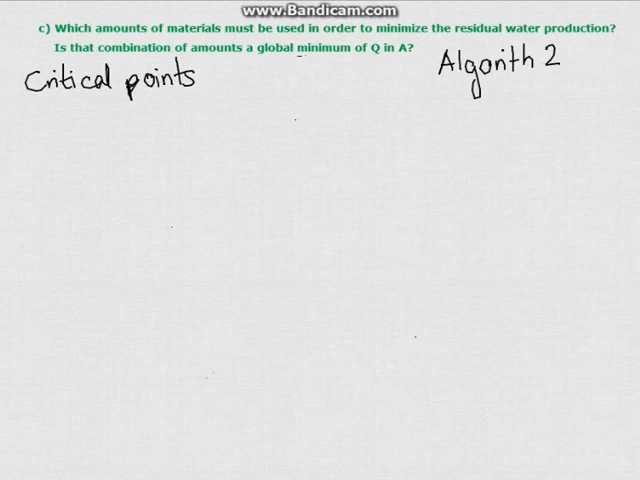 www.Bandicam.com
c) Which amounts of materials must be used in order to minimize the residual water production?
Is that combination of amounts a global minimum of Q in A?
Critical points
Algorith 2